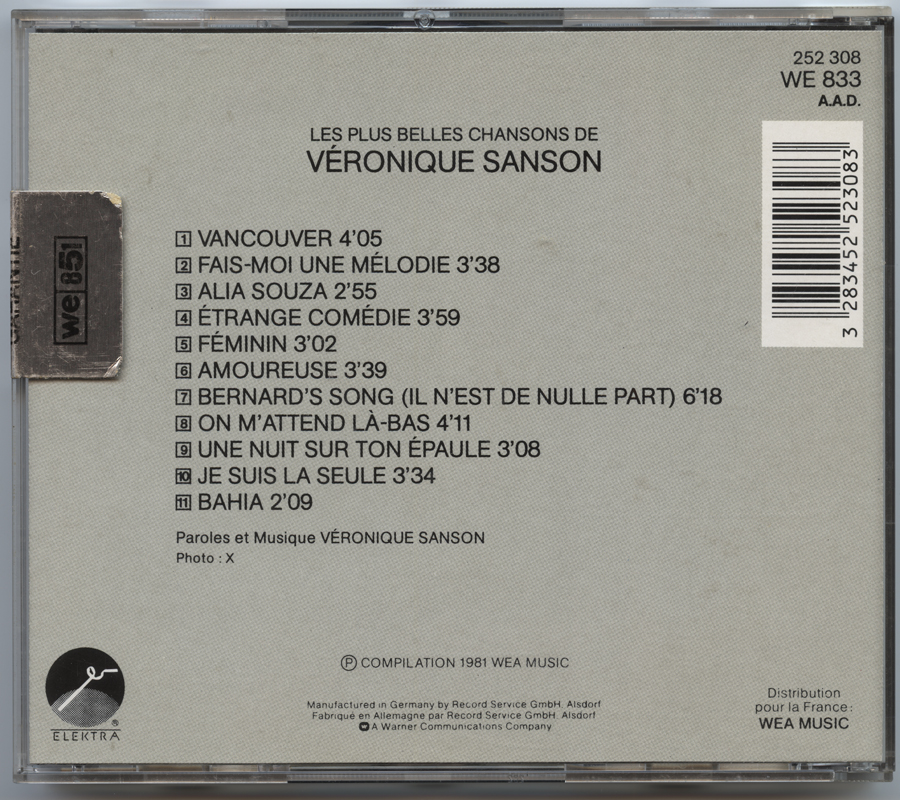 252 308
WE 833
A.A.D.
LES PLUS BELLES CHANSONS DE
VÉRONIQUE SANSON
1 VANCOUVER 4'05
2 FAIS-MOI UNE MÉLODIE 3'38
3 ALIA SOUZA 2'55
4 ÉTRANGE COMÉDIE 3'59
5 FÉMININ 3'02
6 AMOUREUSE 3'39
7 BERNARD'S SONG (IL N'EST DE NULLE PART) 6'18
8 ON M'ATTEND LÀ-BAS 4'11
9 UNE NUIT SUR TON ÉPAULE 3'08
10 JE SUIS LA SEULE 3'34
11 BAHIA 2'09
Paroles et Musique VÉRONIQUE SANSON
Photo : X
3 283452 523083
GARANTIE
we 851
Ⓟ COMPILATION 1981 WEA MUSIC
Manufactured in Germany by Record Service GmbH, Alsdorf
Fabriqué en Allemagne par Record Service GmbH, Alsdorf
A Warner Communications Company
ELEKTRA ®
Distribution
pour la France :
WEA MUSIC